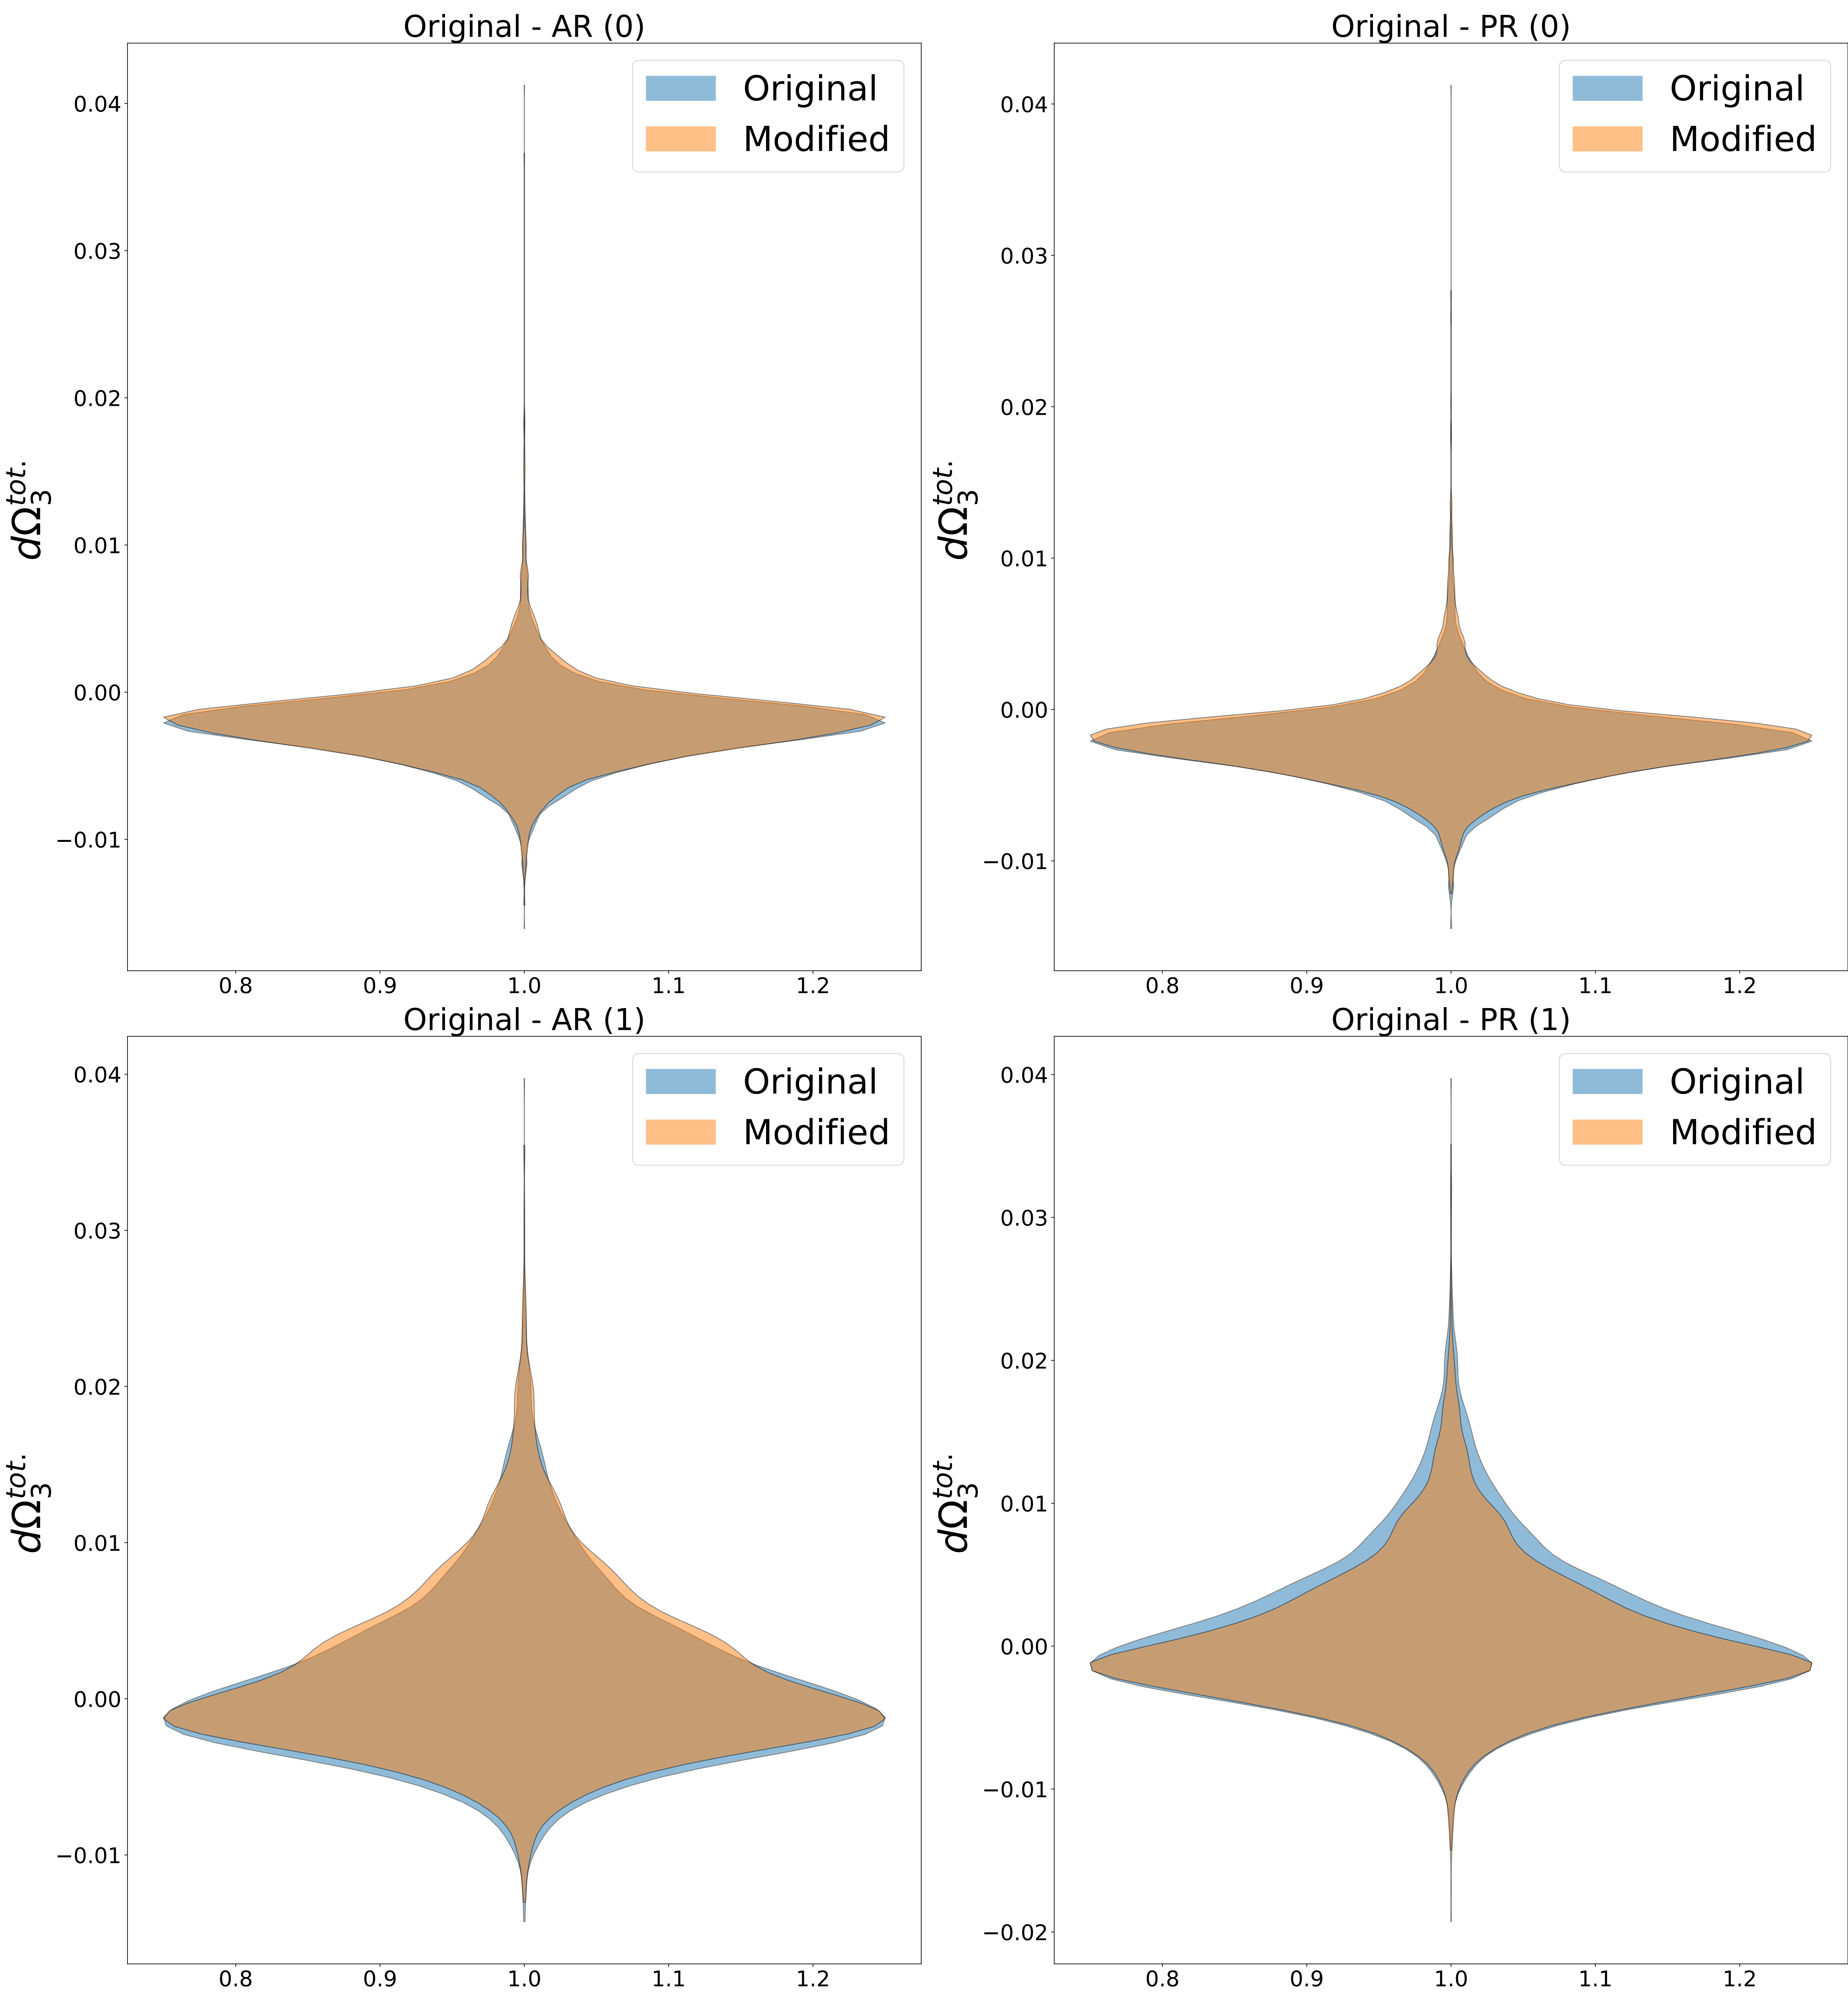 Original - AR (0)
Original
Modified
0.04
0.03
0.02
0.01
0.00
−0.01
dΩ₃ᵗᵒᵗ·
0.8 0.9 1.0 1.1 1.2
Original - PR (0)
Original
Modified
0.04
0.03
0.02
0.01
0.00
−0.01
dΩ₃ᵗᵒᵗ·
0.8 0.9 1.0 1.1 1.2
Original - AR (1)
Original
Modified
0.04
0.03
0.02
0.01
0.00
−0.01
dΩ₃ᵗᵒᵗ·
0.8 0.9 1.0 1.1 1.2
Original - PR (1)
Original
Modified
0.04
0.03
0.02
0.01
0.00
−0.01
−0.02
dΩ₃ᵗᵒᵗ·
0.8 0.9 1.0 1.1 1.2